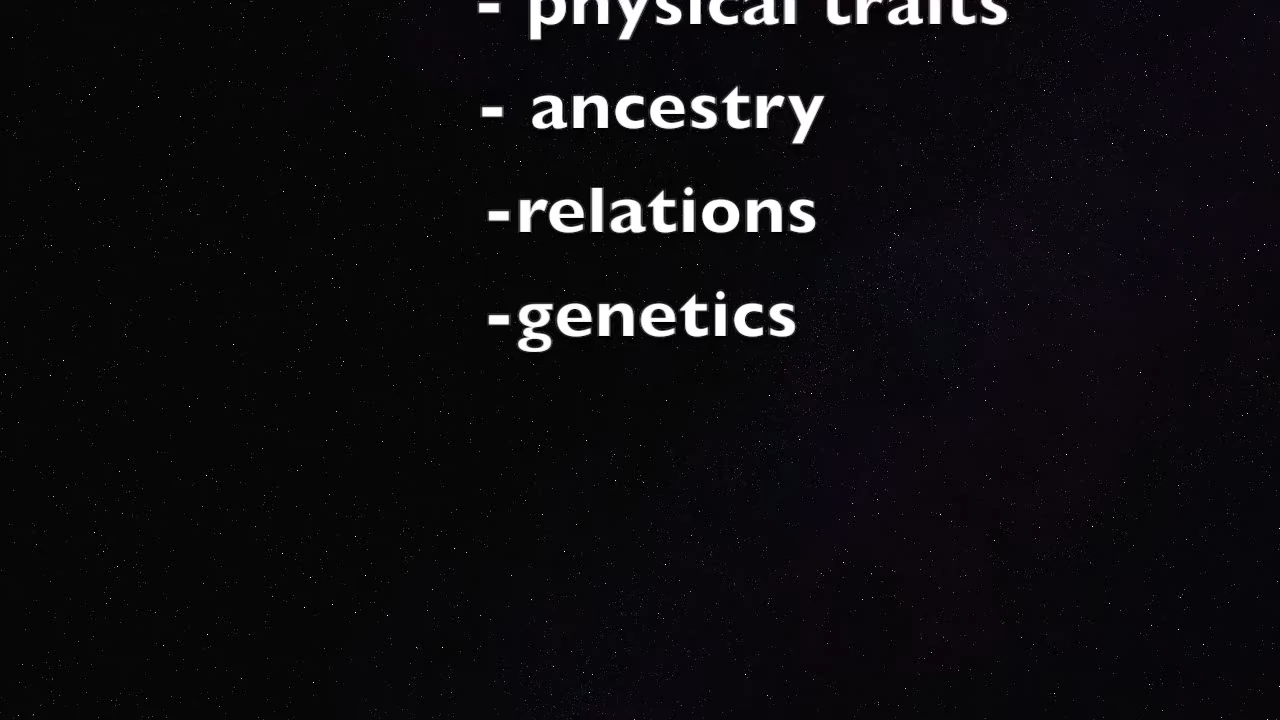 - physical traits
- ancestry
-relations
-genetics